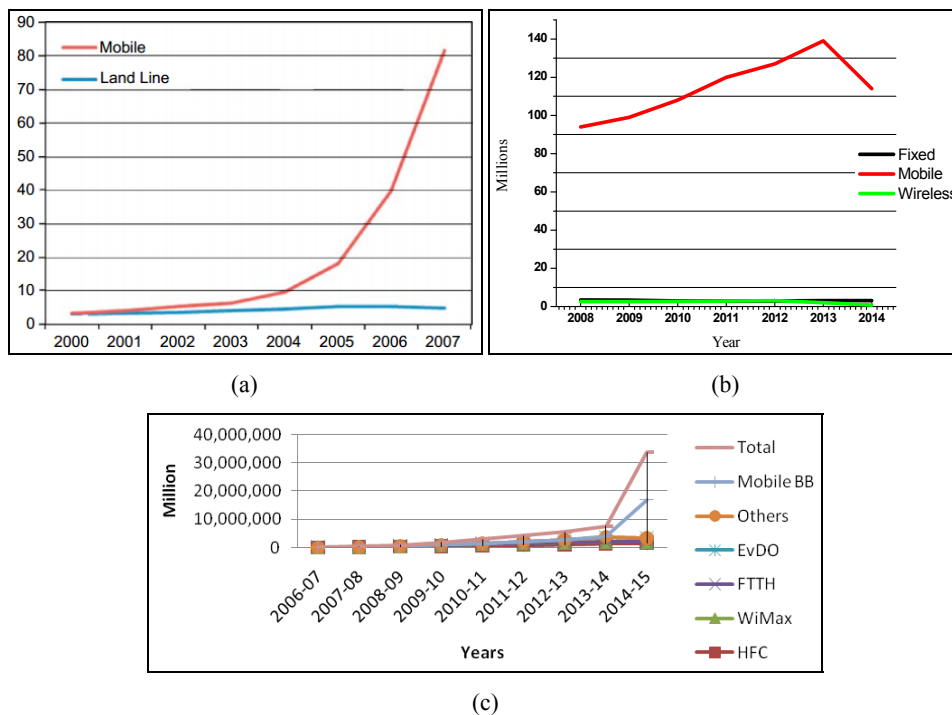 90
80
70
60
50
40
30
20
10
0
Mobile
Land Line
2000 2001 2002 2003 2004 2005 2006 2007
(a)
140
120
100
80
60
40
20
0
Millions
Fixed
Mobile
Wireless
2008 2009 2010 2011 2012 2013 2014
Year
(b)
40,000,000
30,000,000
20,000,000
10,000,000
0
Million
2006-07 2007-08 2008-09 2009-10 2010-11 2011-12 2012-13 2013-14 2014-15
Years
Total
Mobile BB
Others
EvDO
FTTH
WiMax
HFC
(c)